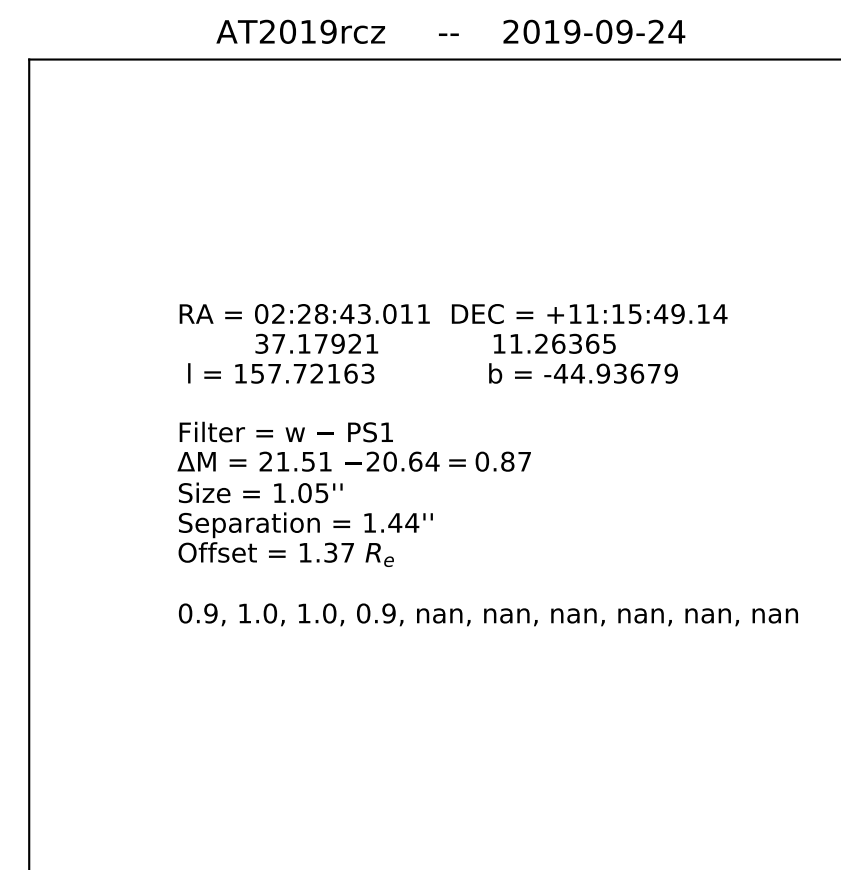 AT2019rcz -- 2019-09-24
RA = 02:28:43.011 DEC = +11:15:49.14
37.17921 11.26365
l = 157.72163 b = -44.93679
Filter = w − PS1
ΔM = 21.51 −20.64 = 0.87
Size = 1.05''
Separation = 1.44''
Offset = 1.37 Rₑ
0.9, 1.0, 1.0, 0.9, nan, nan, nan, nan, nan, nan